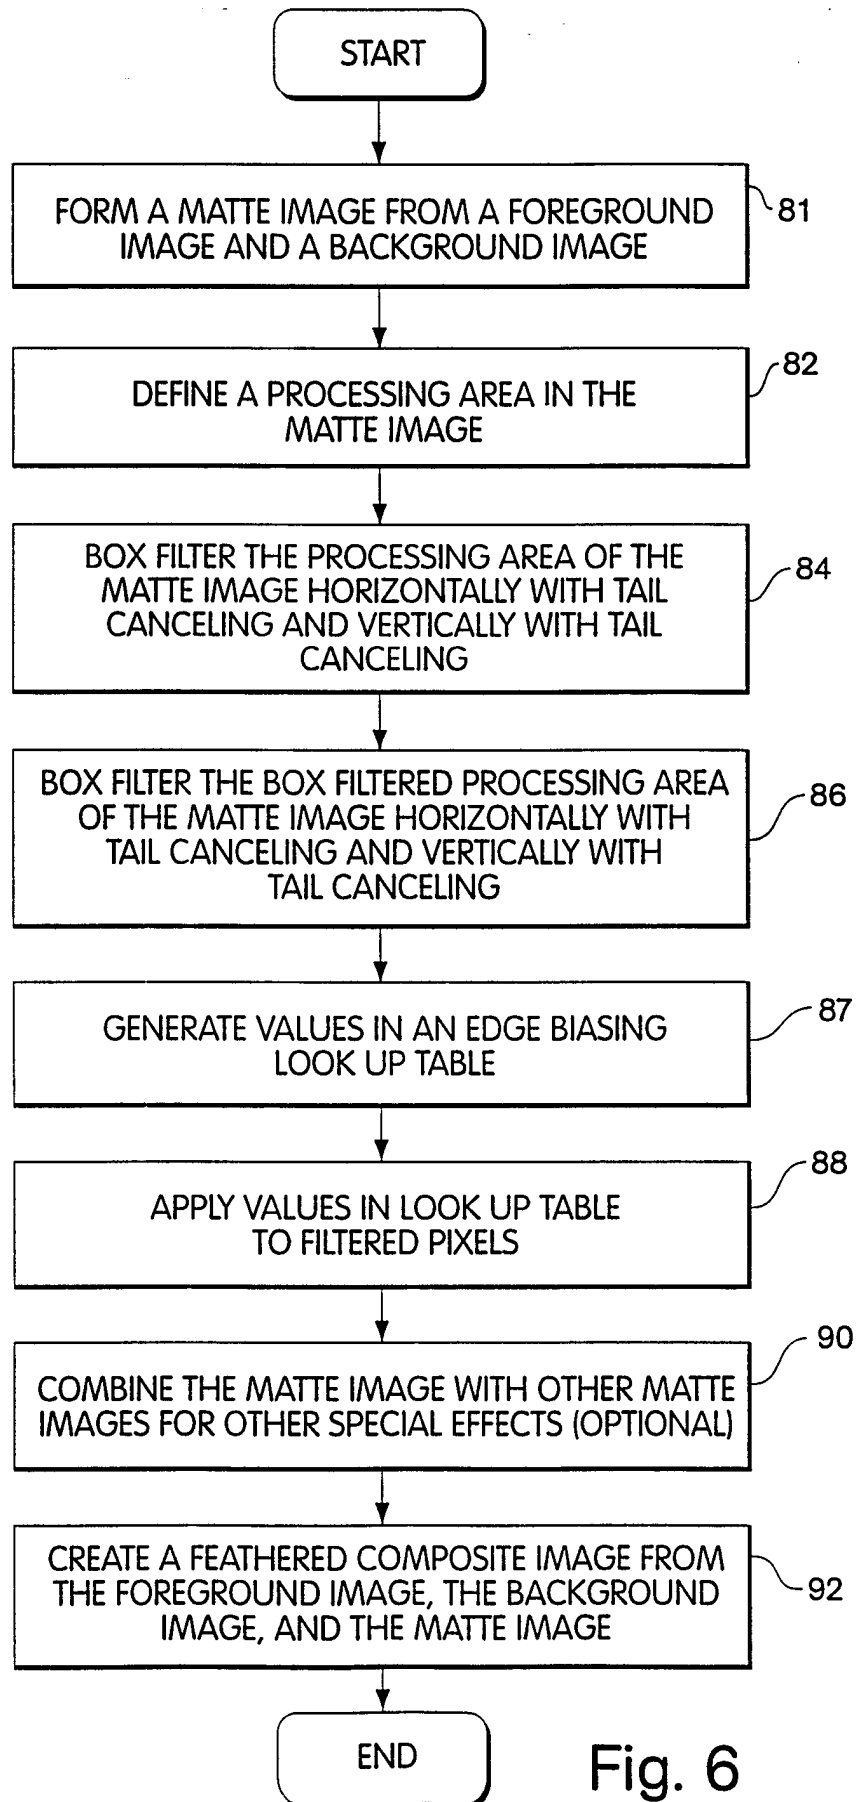 START
FORM A MATTE IMAGE FROM A FOREGROUND
IMAGE AND A BACKGROUND IMAGE
81
DEFINE A PROCESSING AREA IN THE
MATTE IMAGE
82
BOX FILTER THE PROCESSING AREA OF THE
MATTE IMAGE HORIZONTALLY WITH TAIL
CANCELING AND VERTICALLY WITH TAIL
CANCELING
84
BOX FILTER THE BOX FILTERED PROCESSING AREA
OF THE MATTE IMAGE HORIZONTALLY WITH
TAIL CANCELING AND VERTICALLY WITH
TAIL CANCELING
86
GENERATE VALUES IN AN EDGE BIASING
LOOK UP TABLE
87
APPLY VALUES IN LOOK UP TABLE
TO FILTERED PIXELS
88
COMBINE THE MATTE IMAGE WITH OTHER MATTE
IMAGES FOR OTHER SPECIAL EFFECTS (OPTIONAL)
90
CREATE A FEATHERED COMPOSITE IMAGE FROM
THE FOREGROUND IMAGE, THE BACKGROUND
IMAGE, AND THE MATTE IMAGE
92
END
Fig. 6